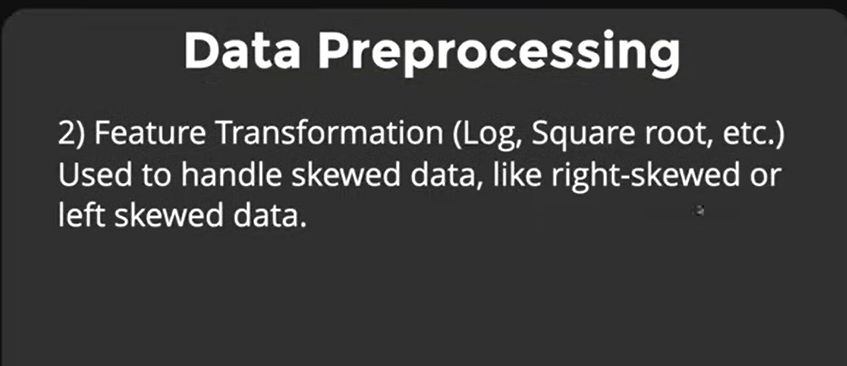 Data Preprocessing
2) Feature Transformation (Log, Square root, etc.)
Used to handle skewed data, like right-skewed or
left skewed data.